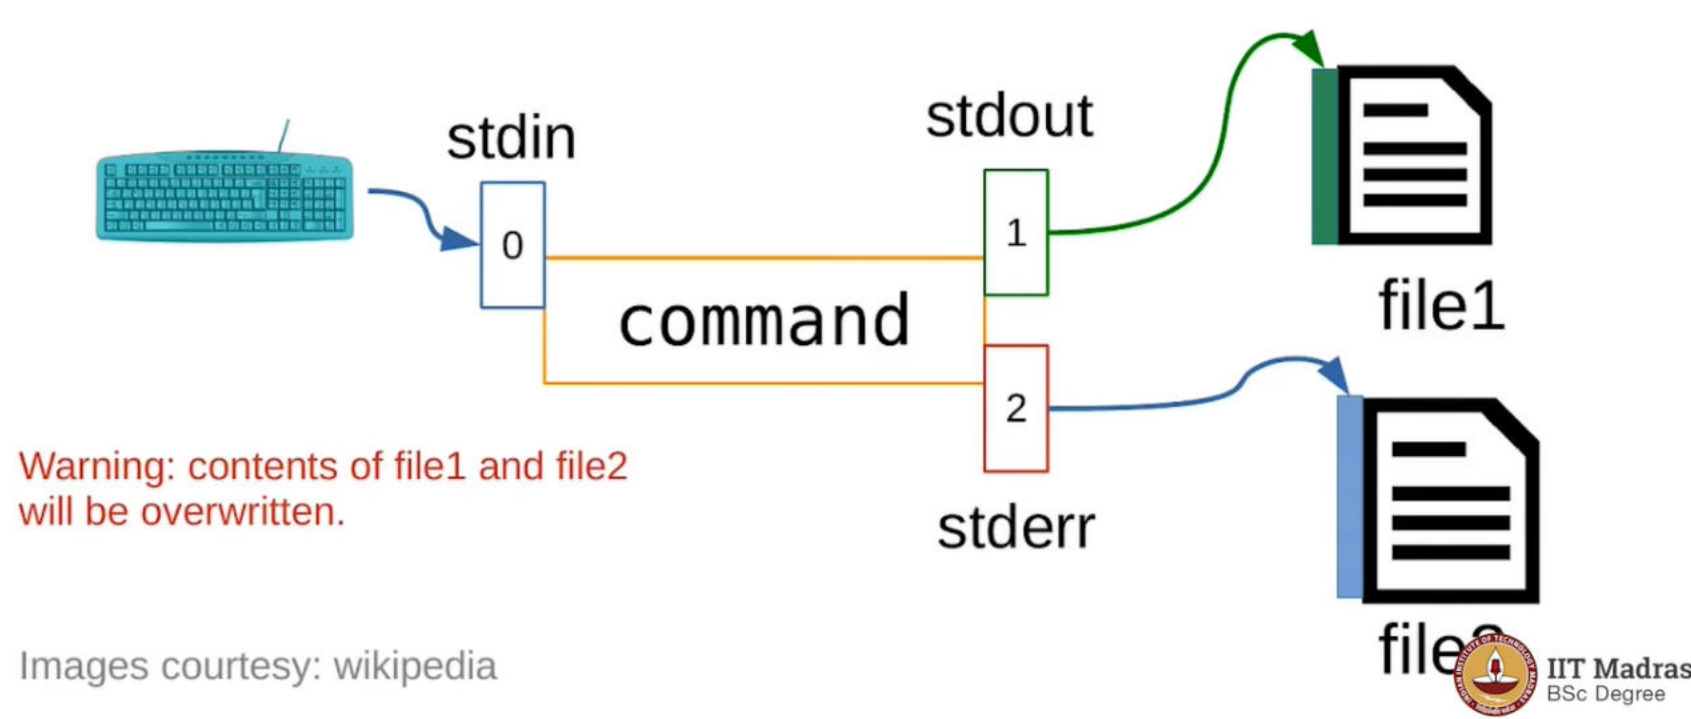 stdin
stdout
0
1
command
file1
2
Warning: contents of file1 and file2
will be overwritten.
stderr
Images courtesy: wikipedia
IIT Madras
BSc Degree